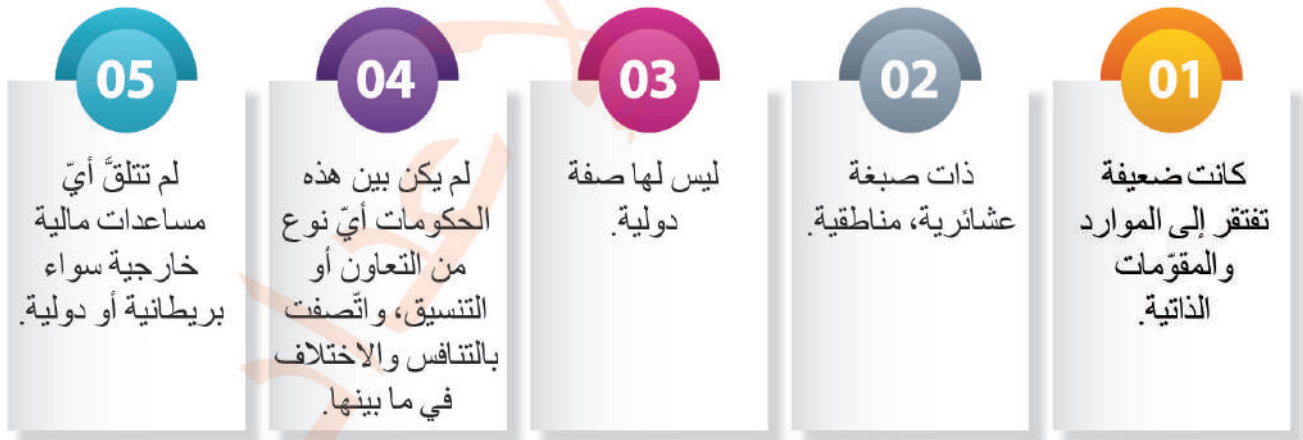 01
كانت ضعيفة
تفتقر إلى الموارد
والمقوّمات
الذاتية.
02
ذات صبغة
عشائرية، مناطقية.
03
ليس لها صفة
دولية.
04
لم يكن بين هذه
الحكومات أيّ نوع
من التعاون أو
التنسيق، واتّصفت
بالتنافس والاختلاف
في ما بينها.
05
لم تتلقَّ أيّ
مساعدات مالية
خارجية سواء
بريطانية أو دولية.